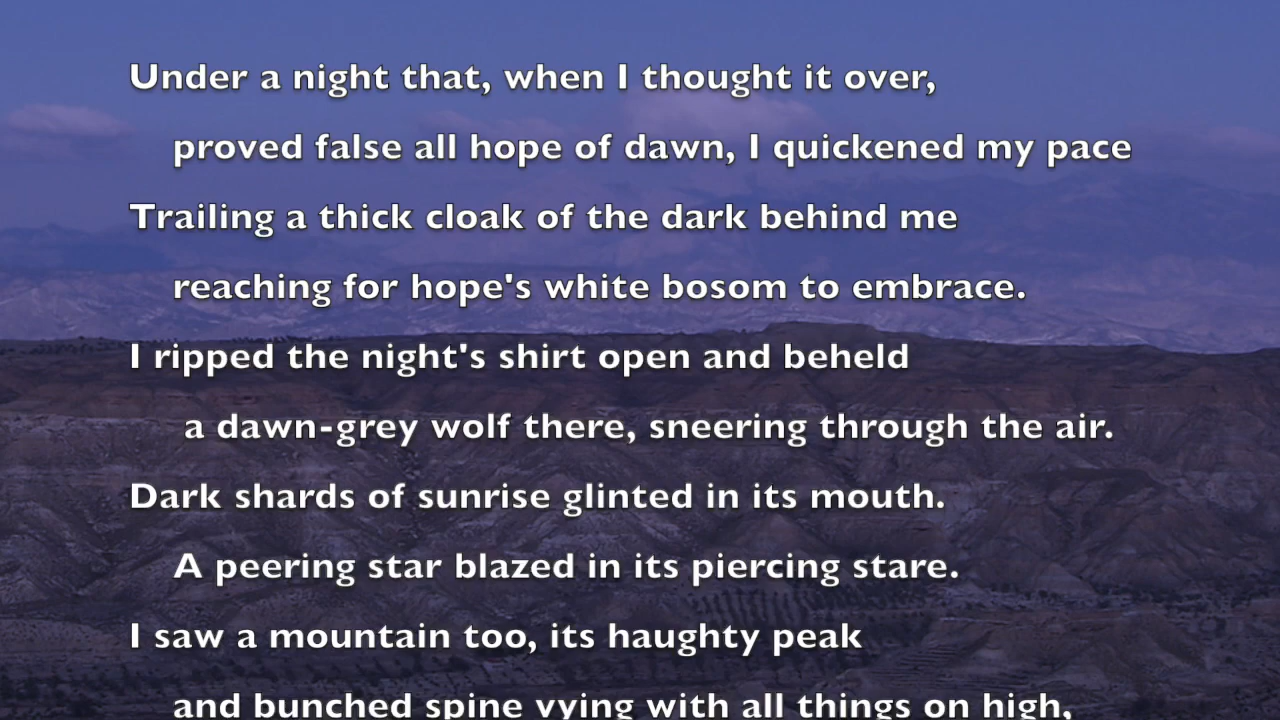 Under a night that, when I thought it over,
proved false all hope of dawn, I quickened my pace
Trailing a thick cloak of the dark behind me
reaching for hope's white bosom to embrace.
I ripped the night's shirt open and beheld
a dawn-grey wolf there, sneering through the air.
Dark shards of sunrise glinted in its mouth.
A peering star blazed in its piercing stare.
I saw a mountain too, its haughty peak
and bunched spine vying with all things on high,